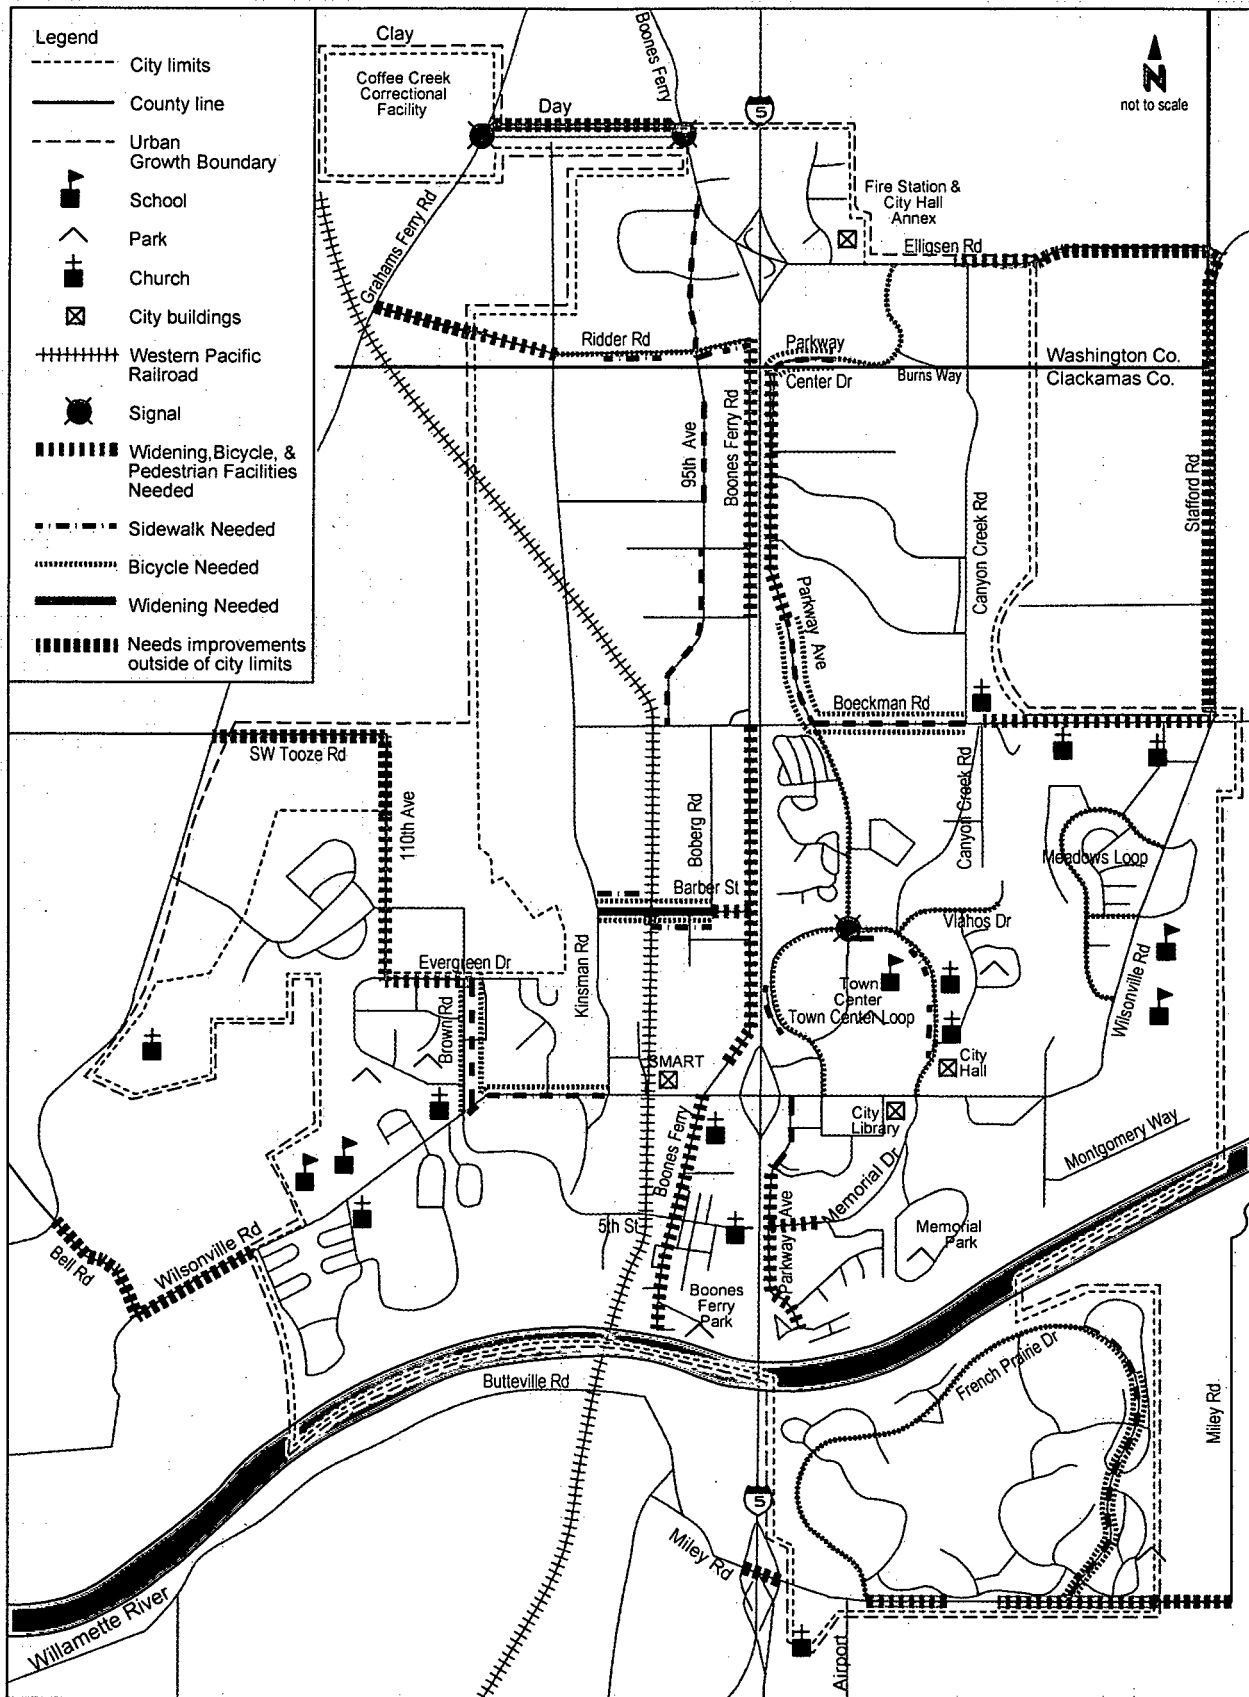 Legend
City limits
County line
Urban
Growth Boundary
School
Park
Church
City buildings
Western Pacific
Railroad
Signal
Widening, Bicycle, &
Pedestrian Facilities
Needed
Sidewalk Needed
Bicycle Needed
Widening Needed
Needs improvements
outside of city limits
Clay
Coffee Creek
Correctional
Facility
Day
Boones Ferry
5
N
not to scale
Fire Station &
City Hall
Annex
Elligsen Rd
Grahams Ferry Rd
Ridder Rd
Parkway
Center Dr
Burns Way
Washington Co.
Clackamas Co.
95th Ave
Boones Ferry Rd
Canyon Creek Rd
Stafford Rd
Parkway Ave
Boeckman Rd
SW Tooze Rd
110th Ave
Boberg Rd
Canyon Creek Rd
Meadows Loop
Barber St
Vlahos Dr
Evergreen Dr
Kinsman Rd
Brown Rd
Town
Center
Town Center Loop
Wilsonville Rd
SMART
City
Hall
City
Library
Boones Ferry
Montgomery Way
Memorial Dr
5th St
Parkway Ave
Memorial
Park
Bell Rd
Wilsonville Rd
Boones
Ferry
Park
Butteville Rd
French Prairie Dr
Miley Rd
5
Miley Rd
Willamette River
Airport